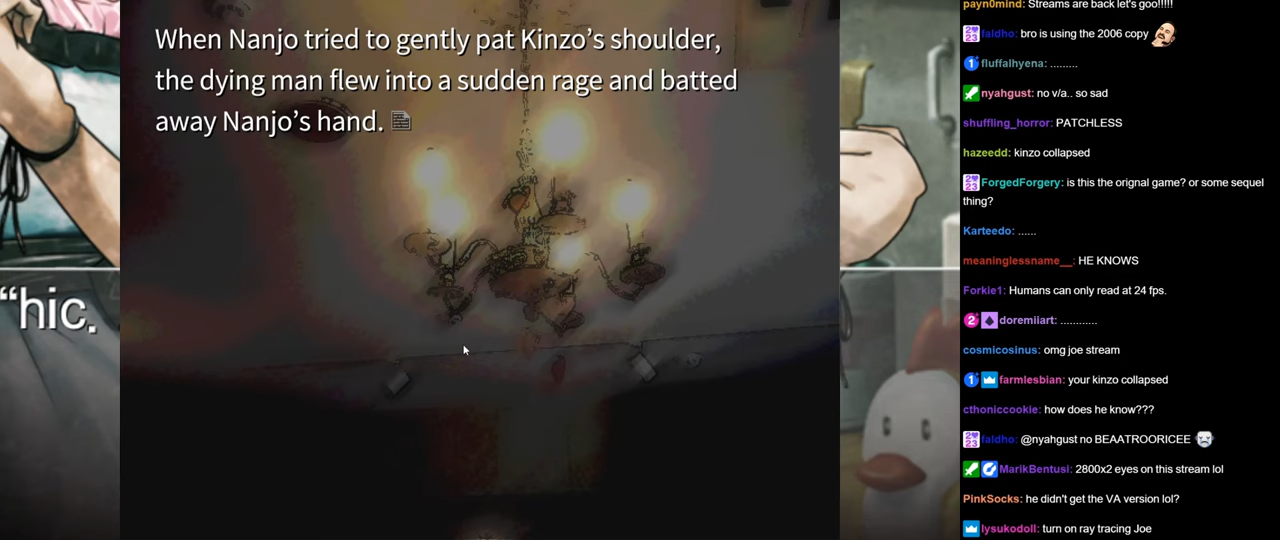 When Nanjo tried to gently pat Kinzo’s shoulder,
the dying man flew into a sudden rage and batted
away Nanjo’s hand.
“hic.
payn0mind: Streams are back let's goo!!!!!
faldho: bro is using the 2006 copy
fluffalhyena: .........
nyahgust: no v/a.. so sad
shuffling_horror: PATCHLESS
hazeedd: kinzo collapsed
ForgedForgery: is this the orignal game? or some sequel
thing?
Karteedo: ......
meaninglessname__: HE KNOWS
Forkie1: Humans can only read at 24 fps.
doremiiart: ............
cosmicosinus: omg joe stream
farmlesbian: your kinzo collapsed
cthoniccookie: how does he know???
faldho: @nyahgust no BEAATROORICEE
MarikBentusi: 2800x2 eyes on this stream lol
PinkSocks: he didn't get the VA version lol?
lysukodoll: turn on ray tracing Joe